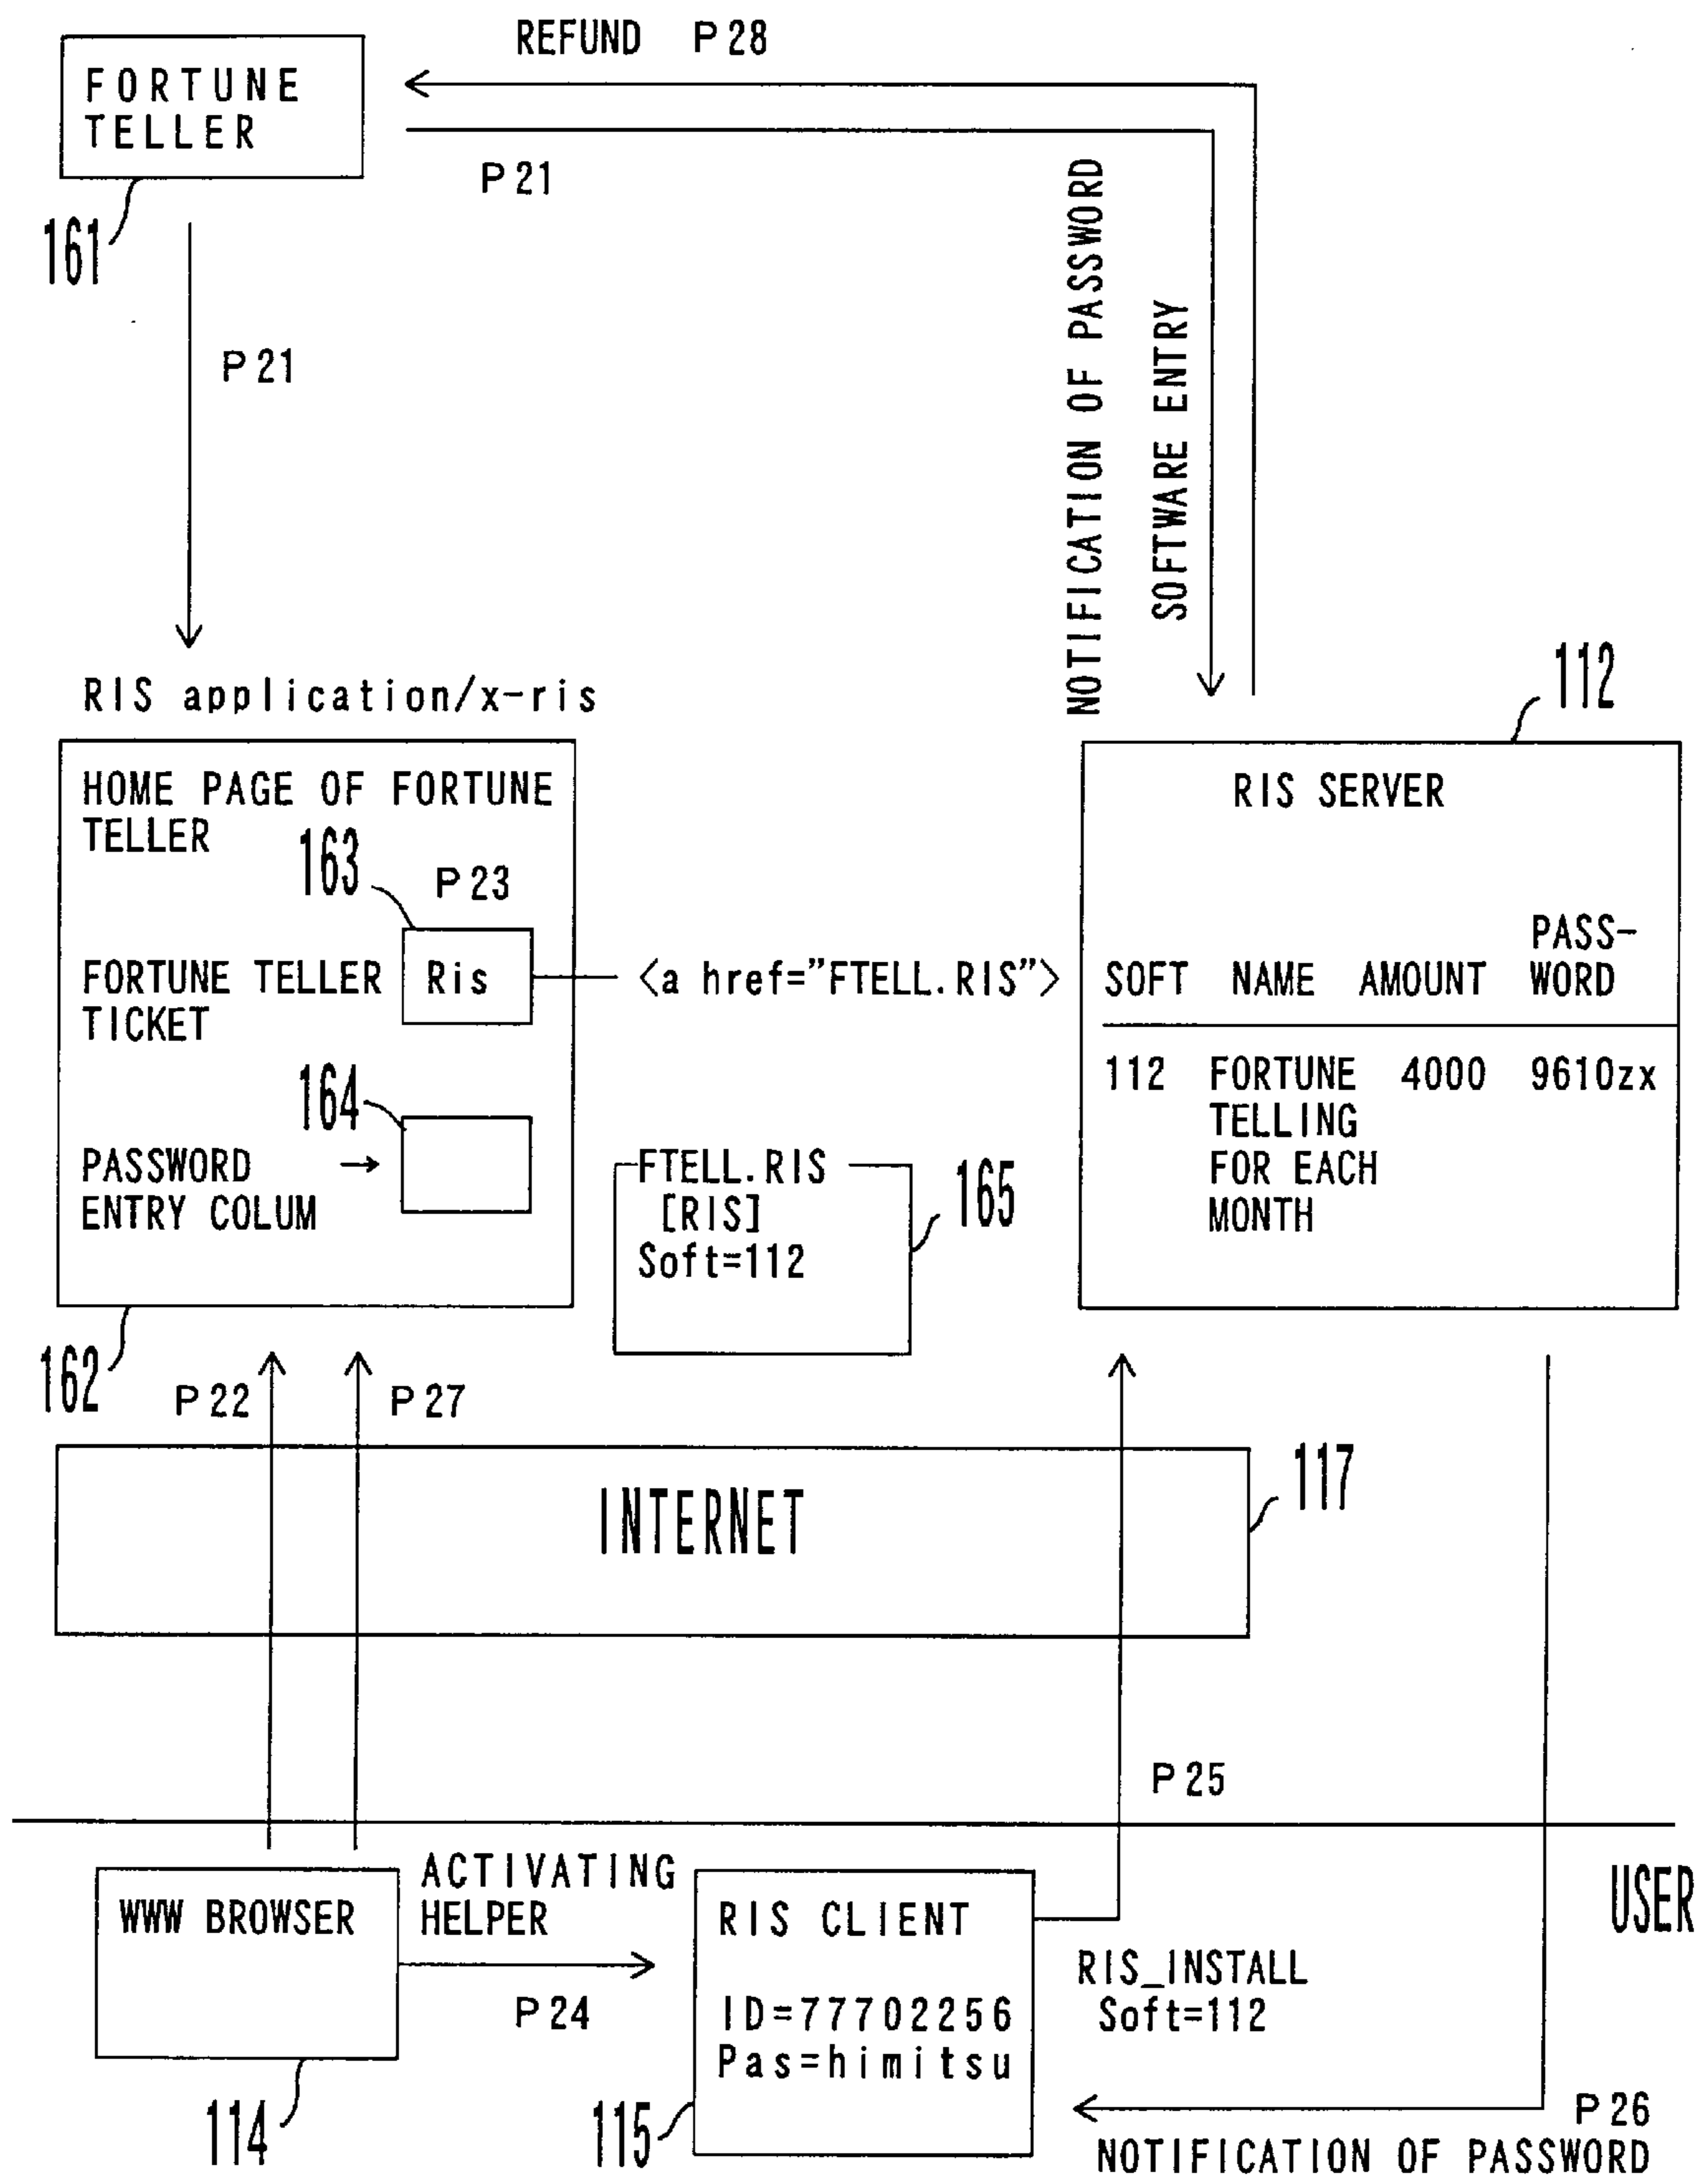 REFUND P28
FORTUNE
TELLER
P21
161
P21
NOTIFICATION OF PASSWORD
SOFTWARE ENTRY
RIS application/x-ris
112
HOME PAGE OF FORTUNE
TELLER
163
P23
FORTUNE TELLER
TICKET
Ris
<a href="FTELL.RIS">
164
PASSWORD →
ENTRY COLUM
FTELL.RIS
[RIS]
Soft=112
165
RIS SERVER
PASS-
SOFT NAME AMOUNT WORD
112 FORTUNE 4000 9610zx
TELLING
FOR EACH
MONTH
162
P22
P27
INTERNET
117
P25
USER
WWW BROWSER
ACTIVATING
HELPER
P24
114
RIS CLIENT
ID=77702256
Pas=himitsu
115
RIS_INSTALL
Soft=112
P26
NOTIFICATION OF PASSWORD